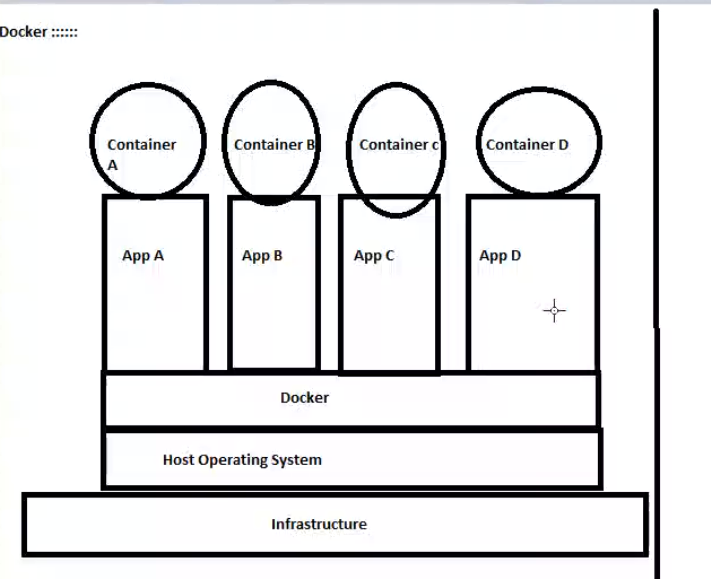 Docker ::::::
Container
A
Container B
Container c
Container D
App A
App B
App C
App D
Docker
Host Operating System
Infrastructure